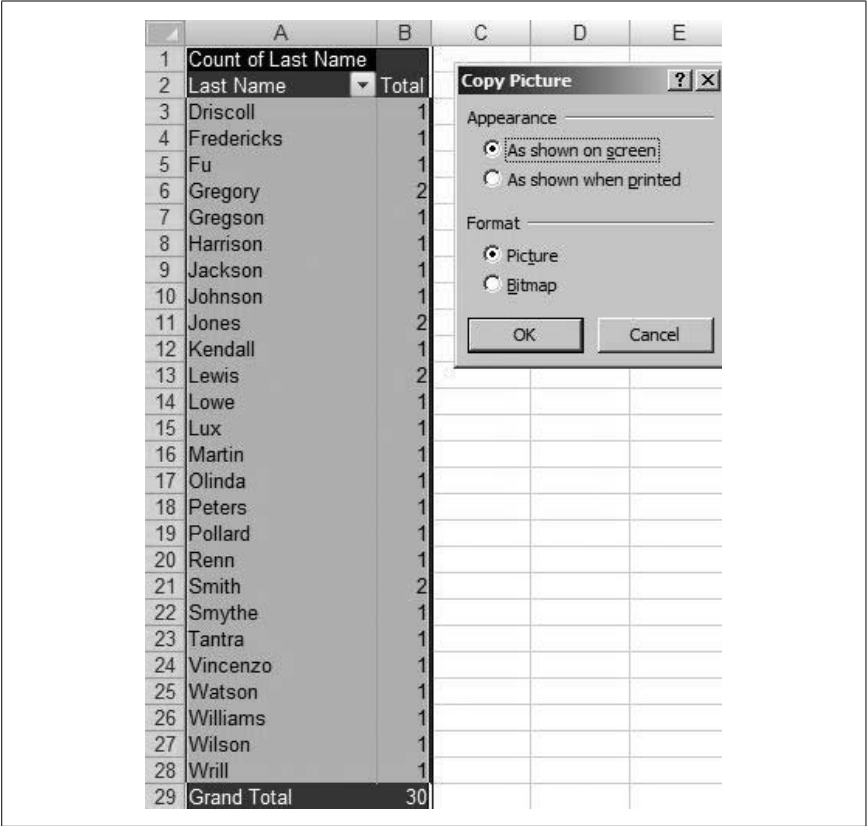 A B C D E
1 Count of Last Name
2 Last Name Total
3 Driscoll 1
4 Fredericks 1
5 Fu 1
6 Gregory 2
7 Gregson 1
8 Harrison 1
9 Jackson 1
10 Johnson 1
11 Jones 2
12 Kendall 1
13 Lewis 2
14 Lowe 1
15 Lux 1
16 Martin 1
17 Olinda 1
18 Peters 1
19 Pollard 1
20 Renn 1
21 Smith 2
22 Smythe 1
23 Tantra 1
24 Vincenzo 1
25 Watson 1
26 Williams 1
27 Wilson 1
28 Wrill 1
29 Grand Total 30
Copy Picture ? X
Appearance
As shown on screen
As shown when printed
Format
Picture
Bitmap
OK Cancel